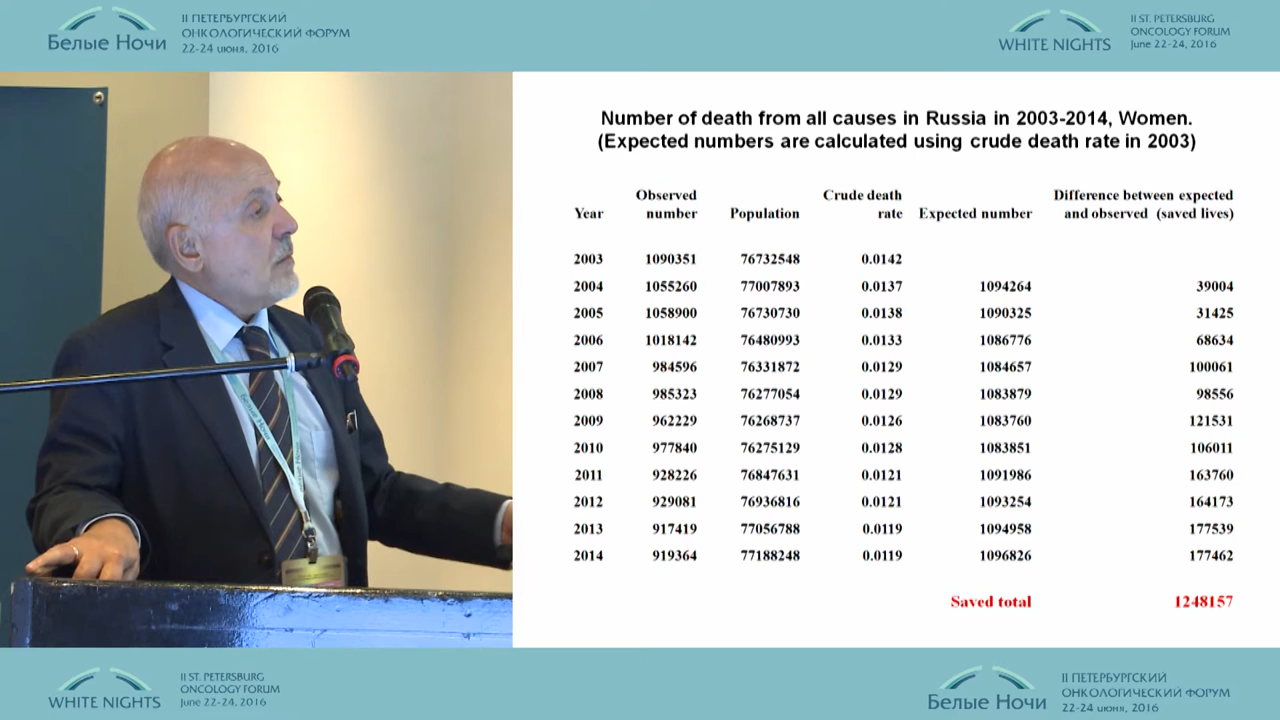 Белые Ночи
II ПЕТЕРБУРГСКИЙ
ОНКОЛОГИЧЕСКИЙ ФОРУМ
22-24 июня, 2016
WHITE NIGHTS
II ST. PETERSBURG
ONCOLOGY FORUM
June 22-24, 2016
Number of death from all causes in Russia in 2003-2014, Women.
(Expected numbers are calculated using crude death rate in 2003)
Year Observed number Population Crude death rate Expected number Difference between expected and observed (saved lives)
2003 1090351 76732548 0.0142
2004 1055260 77007893 0.0137 1094264 39004
2005 1058900 76730730 0.0138 1090325 31425
2006 1018142 76480993 0.0133 1086776 68634
2007 984596 76331872 0.0129 1084657 100061
2008 985323 76277054 0.0129 1083879 98556
2009 962229 76268737 0.0126 1083760 121531
2010 977840 76275129 0.0128 1083851 106011
2011 928226 76847631 0.0121 1091986 163760
2012 929081 76936816 0.0121 1093254 164173
2013 917419 77056788 0.0119 1094958 177539
2014 919364 77188248 0.0119 1096826 177462
Saved total 1248157
Белые Ночи
WHITE NIGHTS
II ST. PETERSBURG
ONCOLOGY FORUM
June 22-24, 2016
Белые Ночи
II ПЕТЕРБУРГСКИЙ
ОНКОЛОГИЧЕСКИЙ ФОРУМ
22-24 июня, 2016